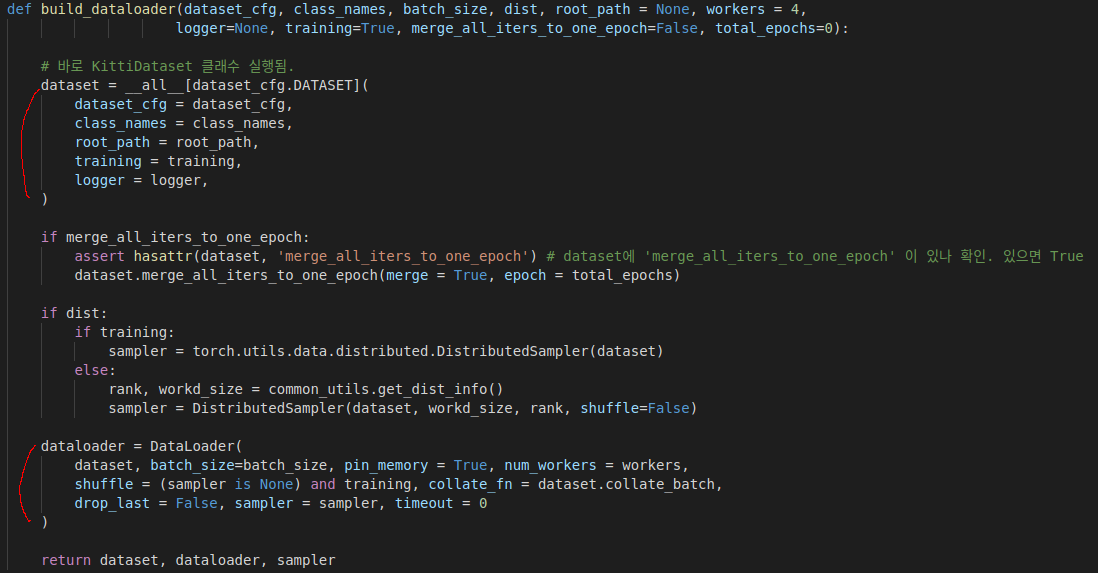 def build_dataloader(dataset_cfg, class_names, batch_size, dist, root_path = None, workers = 4,
                    logger=None, training=True, merge_all_iters_to_one_epoch=False, total_epochs=0):
    # 바로 KittiDataset 클래수 실행됨.
    dataset = __all__[dataset_cfg.DATASET](
        dataset_cfg = dataset_cfg,
        class_names = class_names,
        root_path = root_path,
        training = training,
        logger = logger,
    )
    if merge_all_iters_to_one_epoch:
        assert hasattr(dataset, 'merge_all_iters_to_one_epoch') # dataset에 'merge_all_iters_to_one_epoch' 이 있나 확인. 있으면 True
        dataset.merge_all_iters_to_one_epoch(merge = True, epoch = total_epochs)
    if dist:
        if training:
            sampler = torch.utils.data.distributed.DistributedSampler(dataset)
        else:
            rank, workd_size = common_utils.get_dist_info()
            sampler = DistributedSampler(dataset, workd_size, rank, shuffle=False)
    dataloader = DataLoader(
        dataset, batch_size=batch_size, pin_memory = True, num_workers = workers,
        shuffle = (sampler is None) and training, collate_fn = dataset.collate_batch,
        drop_last = False, sampler = sampler, timeout = 0
    )
    return dataset, dataloader, sampler